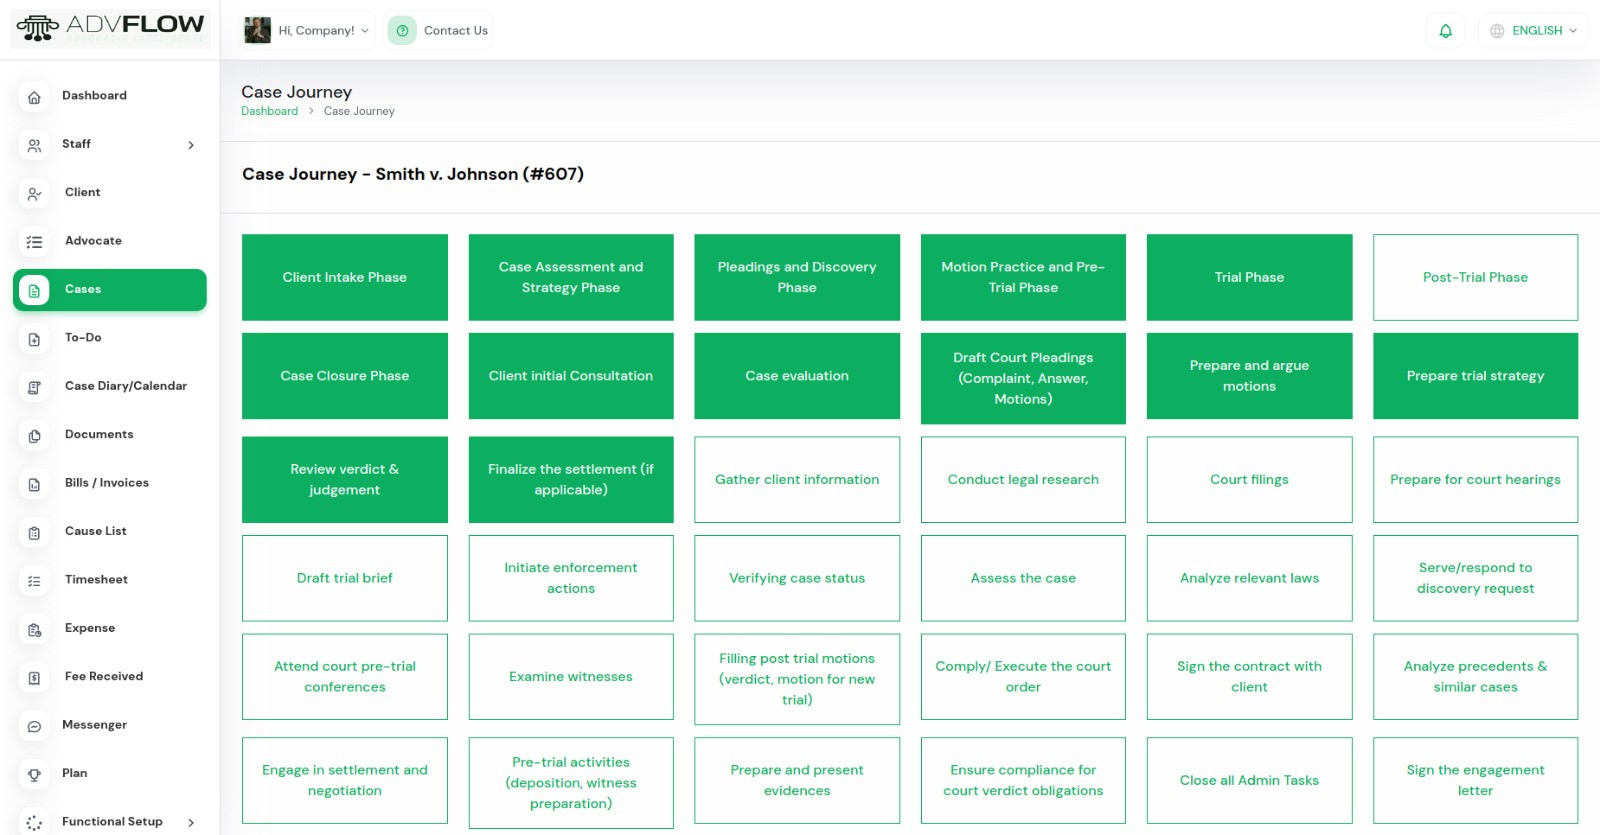 ADVFLOW
Hi, Company!
Contact Us
ENGLISH
Dashboard
Staff
Client
Advocate
Cases
To-Do
Case Diary/Calendar
Documents
Bills / Invoices
Cause List
Timesheet
Expense
Fee Received
Messenger
Plan
Functional Setup
Case Journey
Dashboard > Case Journey
Case Journey - Smith v. Johnson (#607)
Client Intake Phase
Case Assessment and
Strategy Phase
Pleadings and Discovery
Phase
Motion Practice and Pre-
Trial Phase
Trial Phase
Post-Trial Phase
Case Closure Phase
Client initial Consultation
Case evaluation
Draft Court Pleadings
(Complaint, Answer,
Motions)
Prepare and argue
motions
Prepare trial strategy
Review verdict &
judgement
Finalize the settlement (if
applicable)
Gather client information
Conduct legal research
Court filings
Prepare for court hearings
Draft trial brief
Initiate enforcement
actions
Verifying case status
Assess the case
Analyze relevant laws
Serve/respond to
discovery request
Attend court pre-trial
conferences
Examine witnesses
Filling post trial motions
(verdict, motion for new
trial)
Comply/ Execute the court
order
Sign the contract with
client
Analyze precedents &
similar cases
Engage in settlement and
negotiation
Pre-trial activities
(deposition, witness
preparation)
Prepare and present
evidences
Ensure compliance for
court verdict obligations
Close all Admin Tasks
Sign the engagement
letter